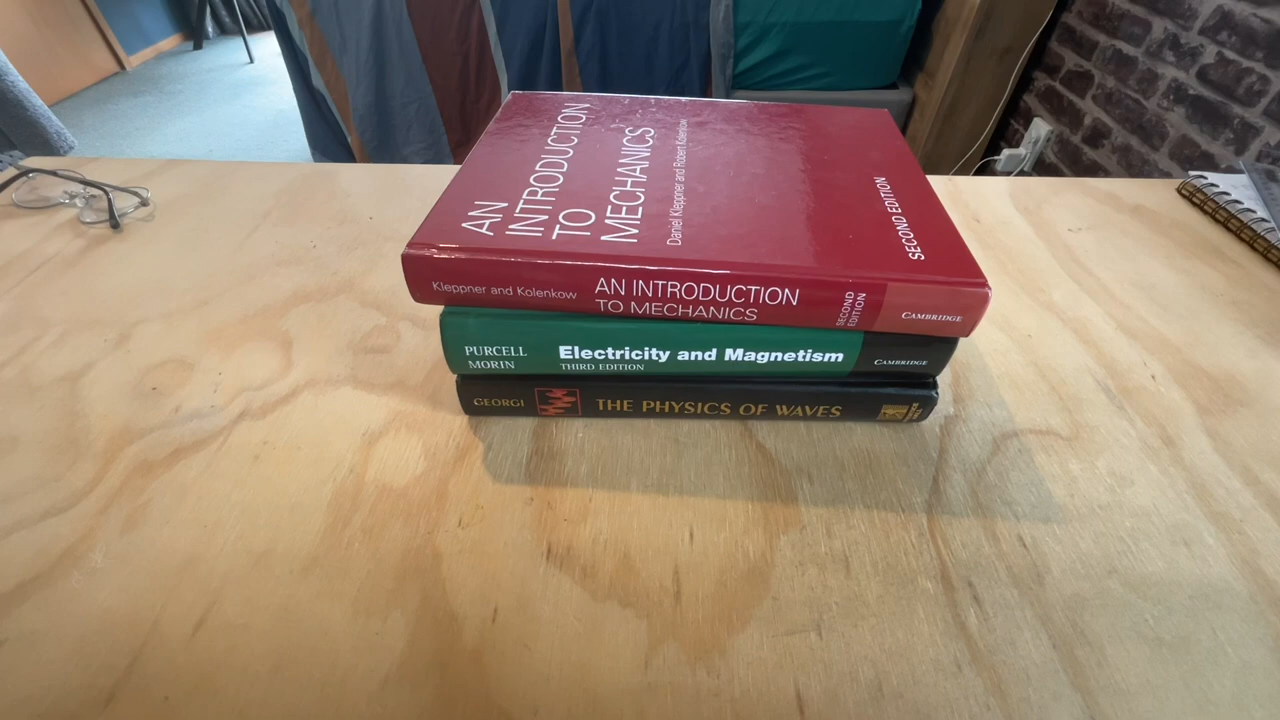 AN
INTRODUCTION
TO
MECHANICS
Daniel Kleppner and Robert Kolenkow
SECOND EDITION
Kleppner and Kolenkow
AN INTRODUCTION
TO MECHANICS
SECOND
EDITION
CAMBRIDGE
PURCELL
MORIN
Electricity and Magnetism
THIRD EDITION
CAMBRIDGE
GEORGI
THE PHYSICS OF WAVES